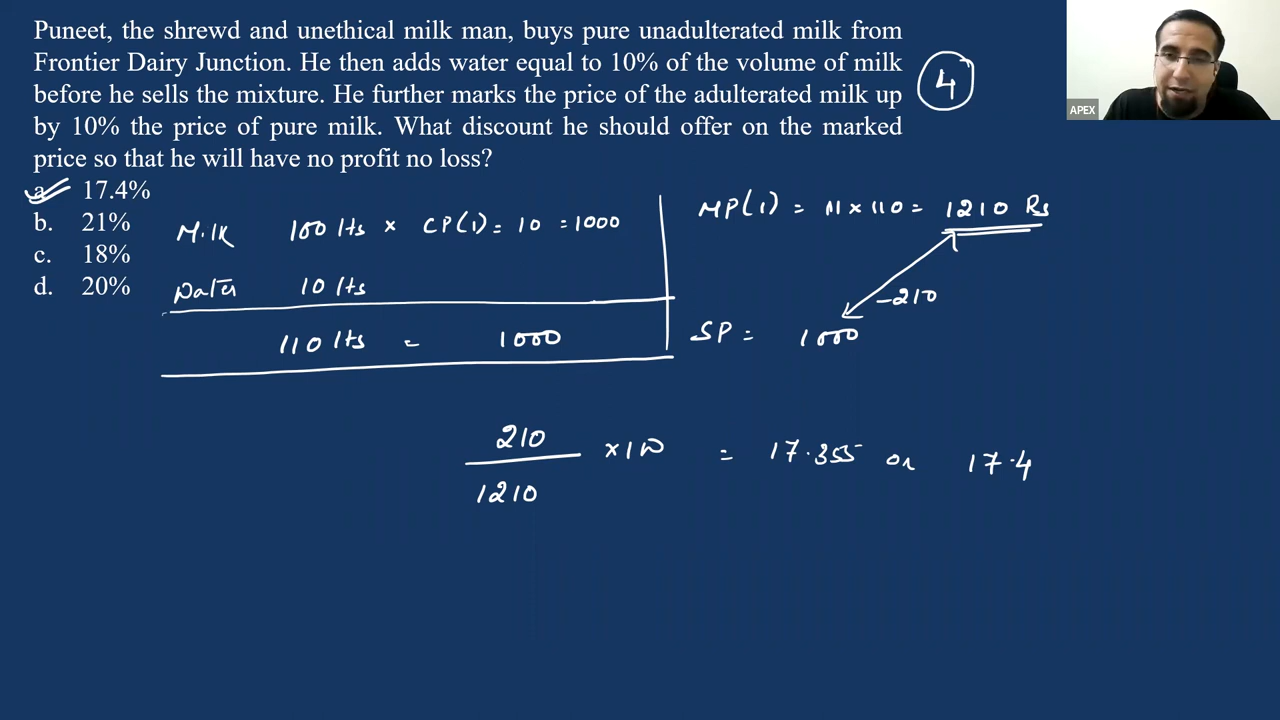 Puneet, the shrewd and unethical milk man, buys pure unadulterated milk from
Frontier Dairy Junction. He then adds water equal to 10% of the volume of milk
before he sells the mixture. He further marks the price of the adulterated milk up
by 10% the price of pure milk. What discount he should offer on the marked
price so that he will have no profit no loss?
4
APEX
a. 17.4%
b. 21%
c. 18%
d. 20%
Milk 100 lts × CP(1) = 10 = 1000
Water 10 lts
110 lts = 1000
MP(1) = 11 × 110 = 1210 Rs
-210
SP = 1000
210
1210
× 100 = 17.355 or 17.4